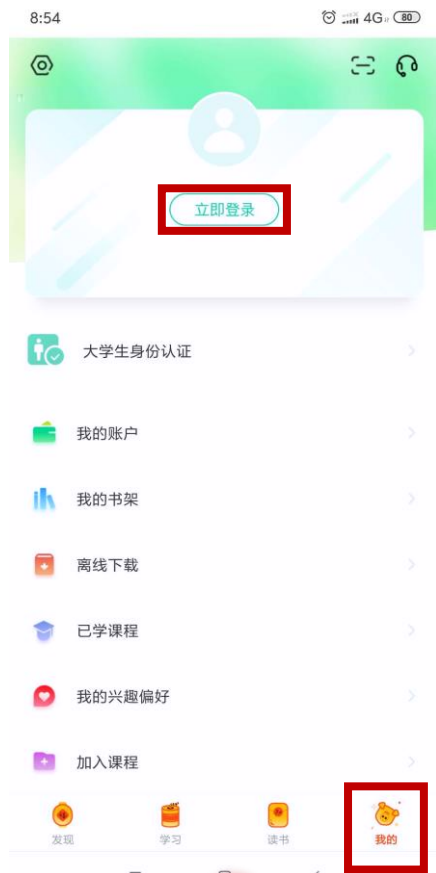 8:54 4G 80
立即登录
大学生身份认证
我的账户
我的书架
离线下载
已学课程
我的兴趣偏好
加入课程
发现 学习 读书 我的